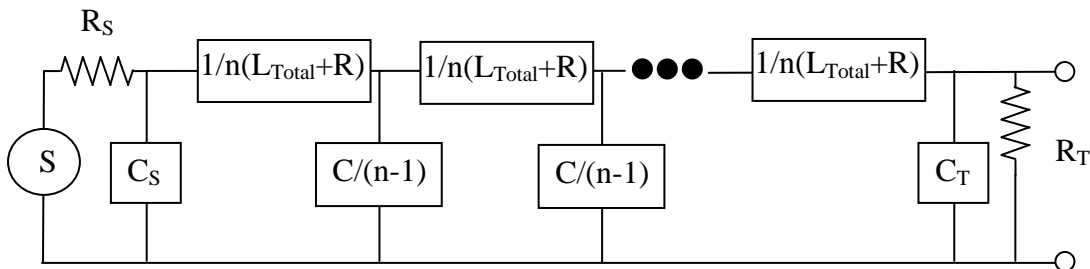 R_S
1/n(L_Total+R) 1/n(L_Total+R) 1/n(L_Total+R)
S C_S C/(n-1) C/(n-1) C_T R_T